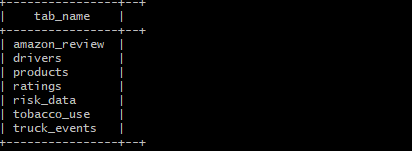 +-----------------+--+
|    tab_name     |
+-----------------+--+
| amazon_review   |
| drivers         |
| products        |
| ratings         |
| risk_data       |
| tobacco_use     |
| truck_events    |
+-----------------+--+